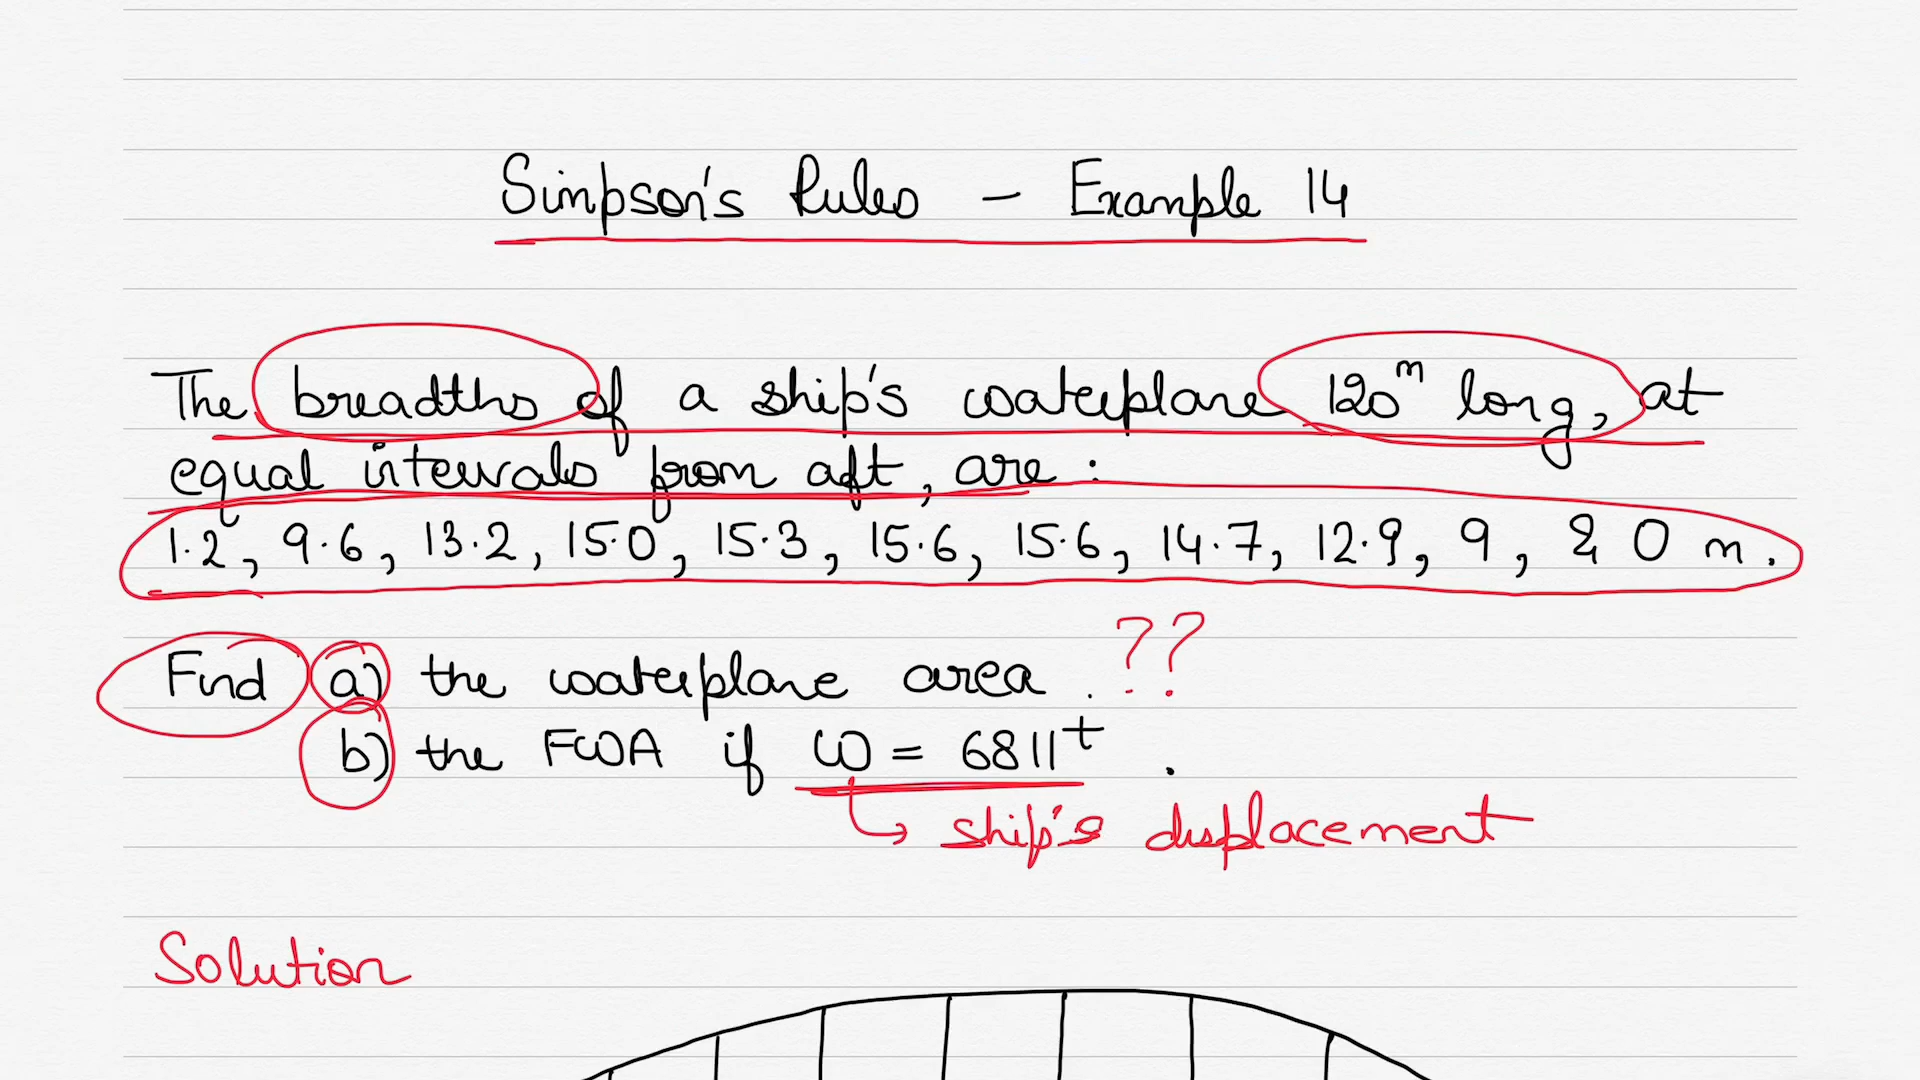 Simpson's Rules - Example 14
The breadths of a ship's waterplane 120m long, at
equal intervals from aft, are:
1.2, 9.6, 13.2, 15.0, 15.3, 15.6, 15.6, 14.7, 12.9, 9, & 0 m.
Find a) the waterplane area. ??
b) the FWA if W = 6811t.
ship's displacement
Solution